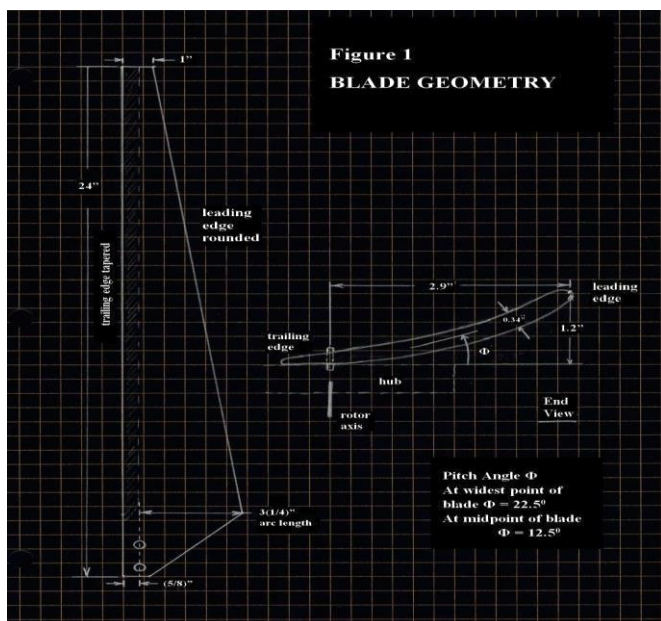 Figure 1
BLADE GEOMETRY
1”
24”
leading
edge
rounded
trailing edge tapered
2.9”
leading
edge
0.34”
1.2”
trailing
edge
Φ
hub
rotor
axis
End
View
3(1/4)”
arc length
(5/8)”
Pitch Angle Φ
At widest point of
blade Φ = 22.5⁰
At midpoint of blade
Φ = 12.5⁰